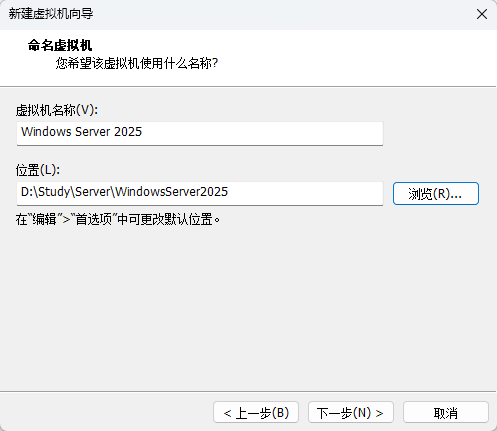 新建虚拟机向导
命名虚拟机
您希望该虚拟机使用什么名称?
虚拟机名称(V):
Windows Server 2025
位置(L):
D:\Study\Server\WindowsServer2025
浏览(R)...
在"编辑">"首选项"中可更改默认位置。
< 上一步(B)
下一步(N) >
取消